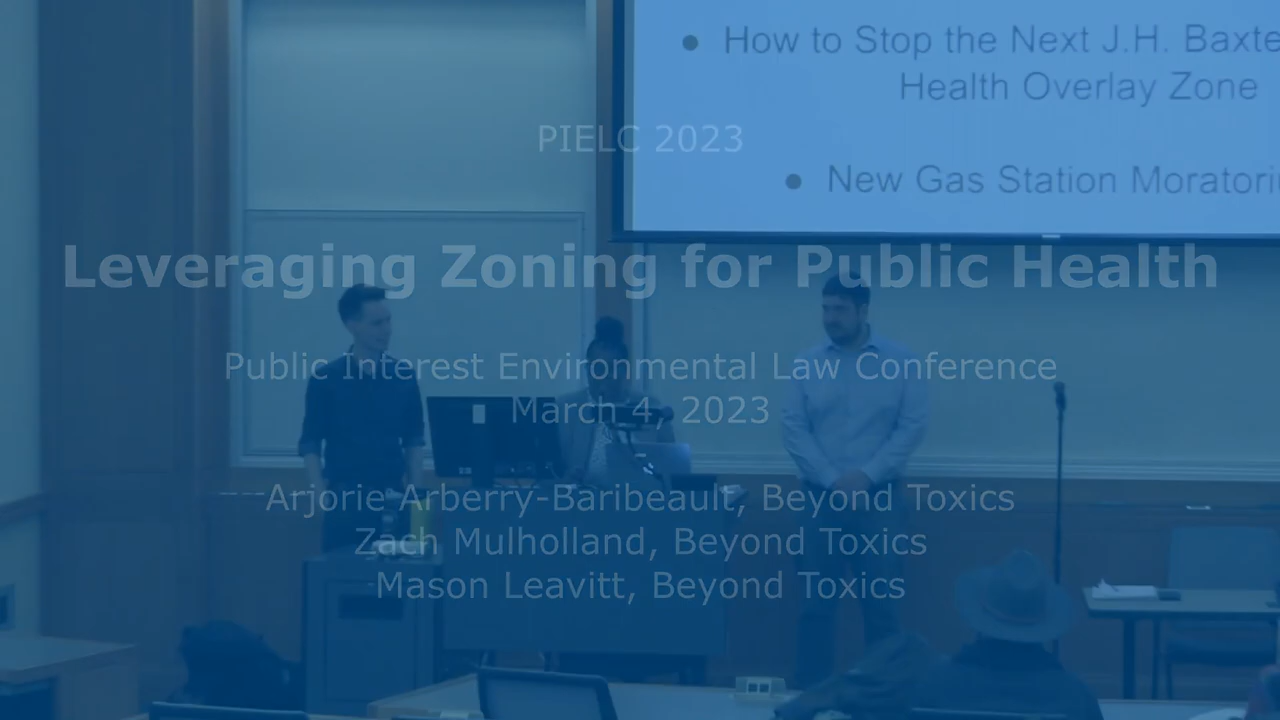 • How to Stop the Next J.H. Baxte
Health Overlay Zone
PIELC 2023
• New Gas Station Moratori
Leveraging Zoning for Public Health
Public Interest Environmental Law Conference
March 4, 2023
Arjorie Arberry-Baribeault, Beyond Toxics
Zach Mulholland, Beyond Toxics
Mason Leavitt, Beyond Toxics